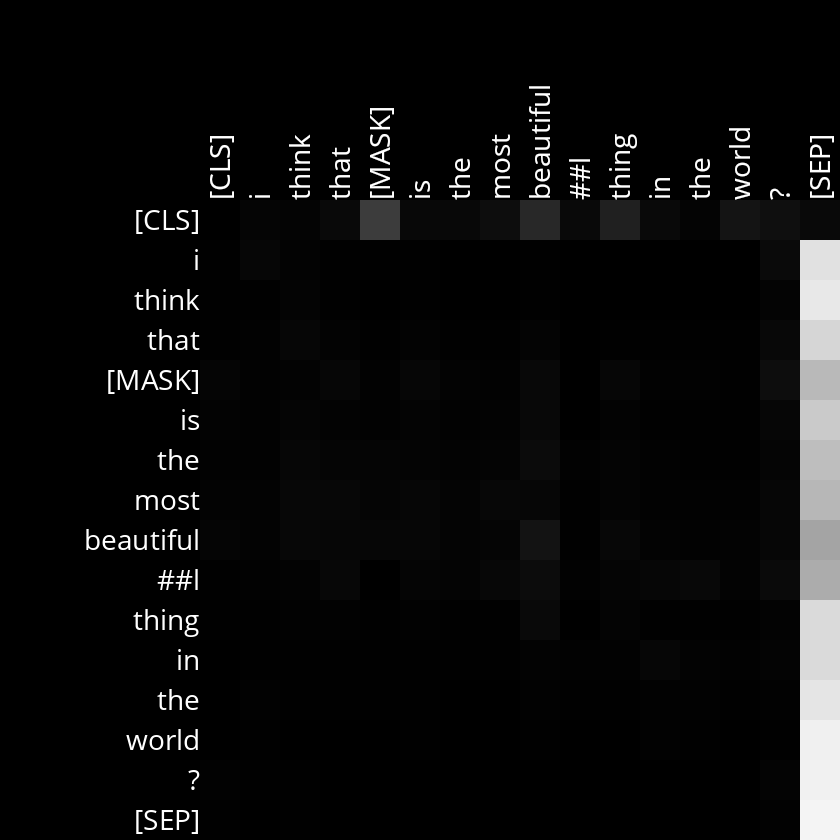 [CLS] i think that [MASK] is the most beautiful ##l thing in the world ? [SEP]
[CLS]
i
think
that
[MASK]
is
the
most
beautiful
##l
thing
in
the
world
?
[SEP]